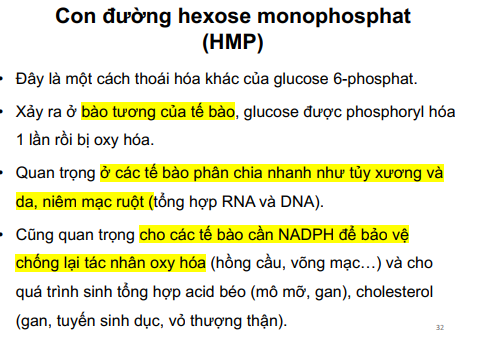 Con đường hexose monophosphat
(HMP)
• Đây là một cách thoái hóa khác của glucose 6-phosphat.
• Xảy ra ở bào tương của tế bào, glucose được phosphoryl hóa
1 lần rồi bị oxy hóa.
• Quan trọng ở các tế bào phân chia nhanh như tủy xương và
da, niêm mạc ruột (tổng hợp RNA và DNA).
• Cũng quan trọng cho các tế bào cần NADPH để bảo vệ
chống lại tác nhân oxy hóa (hồng cầu, võng mạc…) và cho
quá trình sinh tổng hợp acid béo (mô mỡ, gan), cholesterol
(gan, tuyến sinh dục, vỏ thượng thận).
32